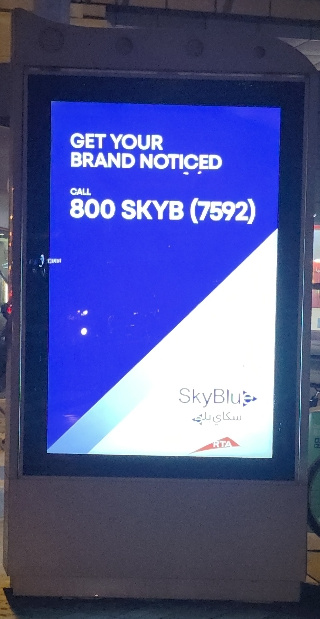 GET YOUR
BRAND NOTICED
CALL
800 SKYB (7592)
SkyBlue
سكاي بلو
RTA